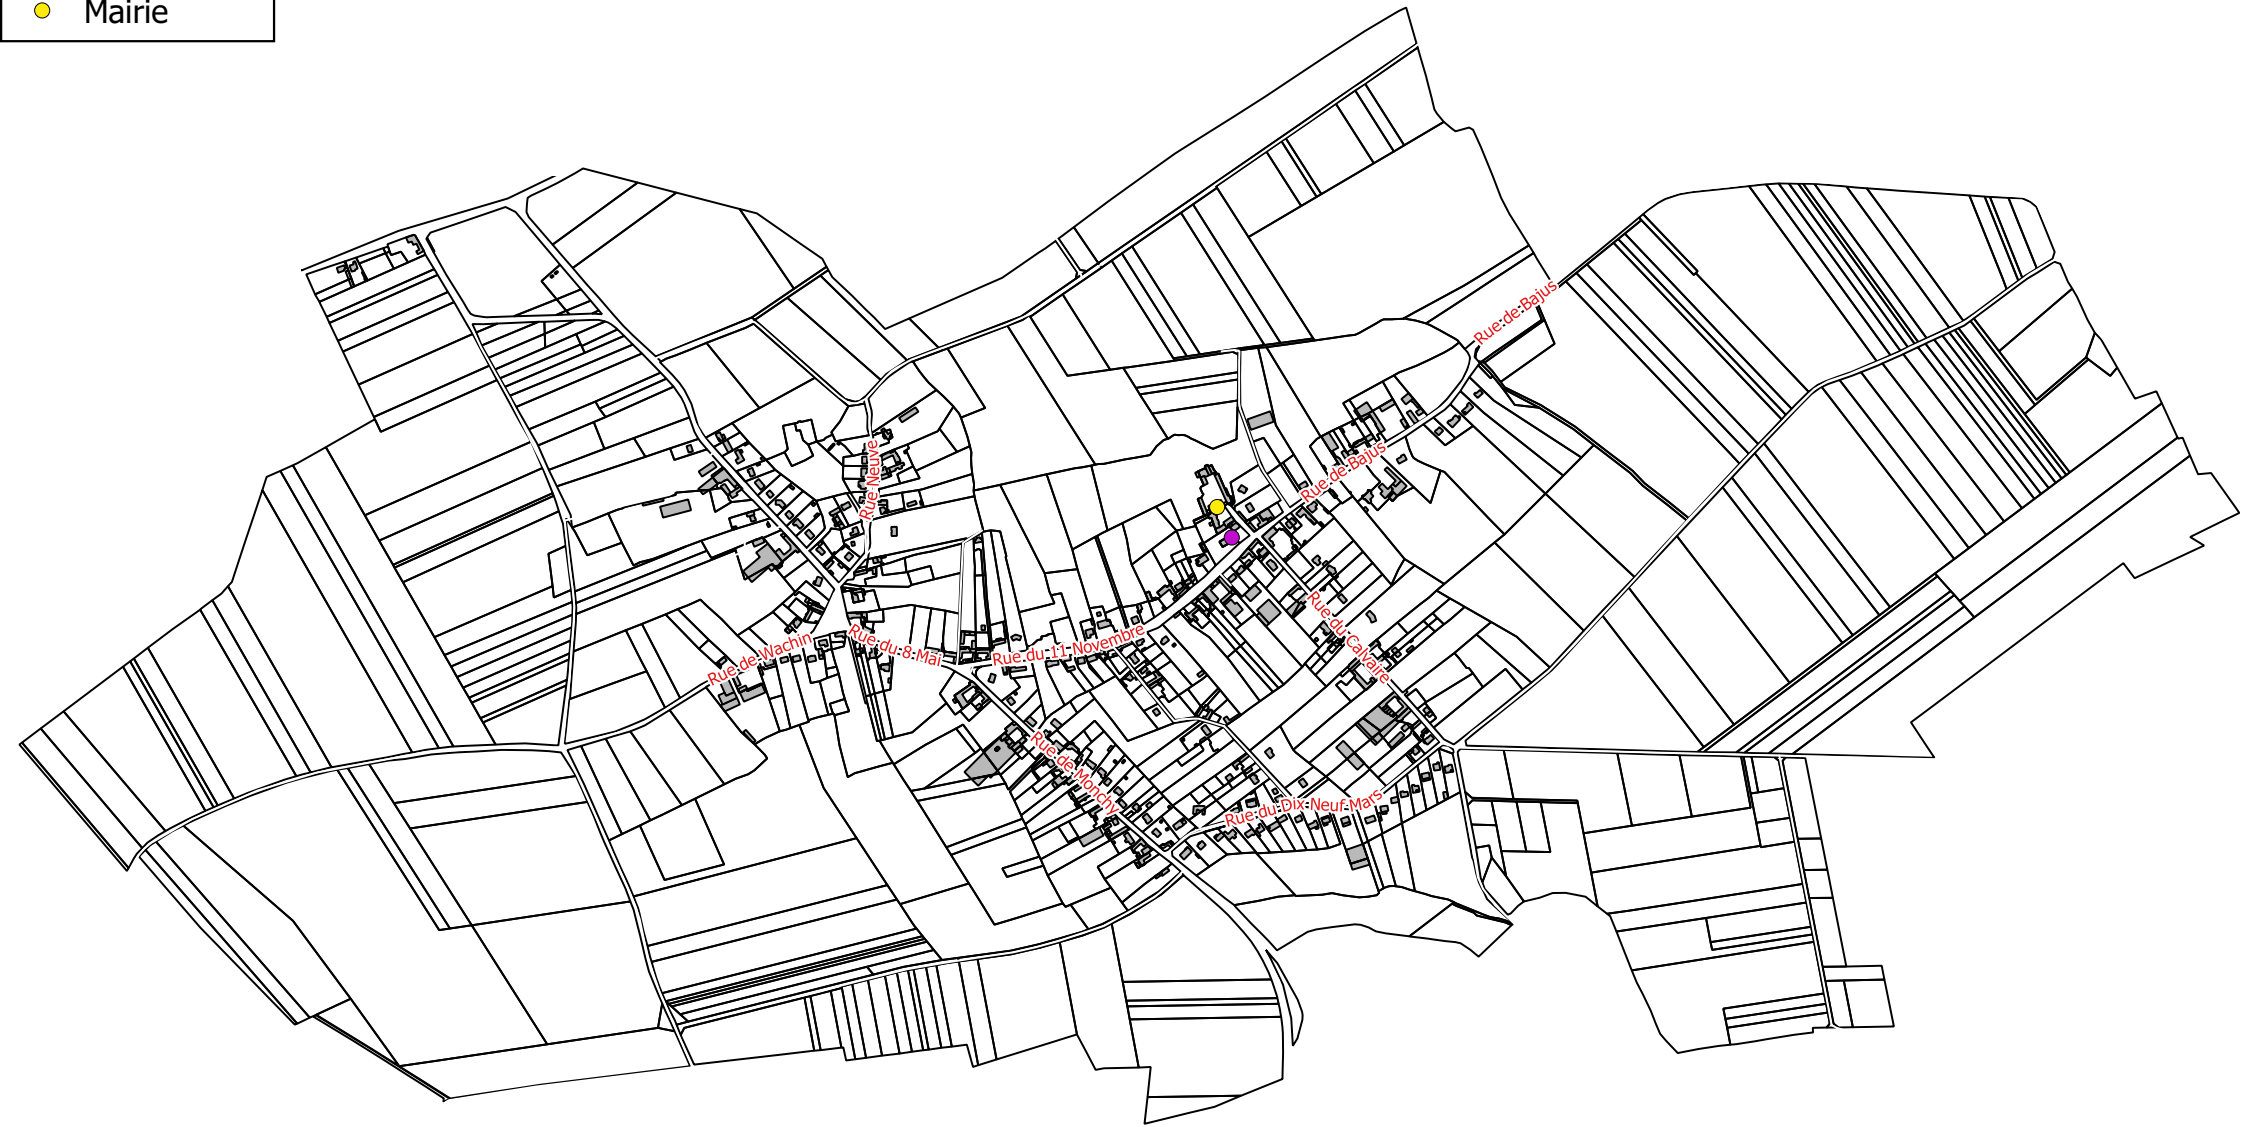 Mairie
Rue de Bajus
Rue Neuve
Rue de Bajus
Rue du Calvaire
Rue de Wachin
Rue du 8 Mai
Rue du 11 Novembre
Rue de Monchy
Rue du Dix Neuf Mars